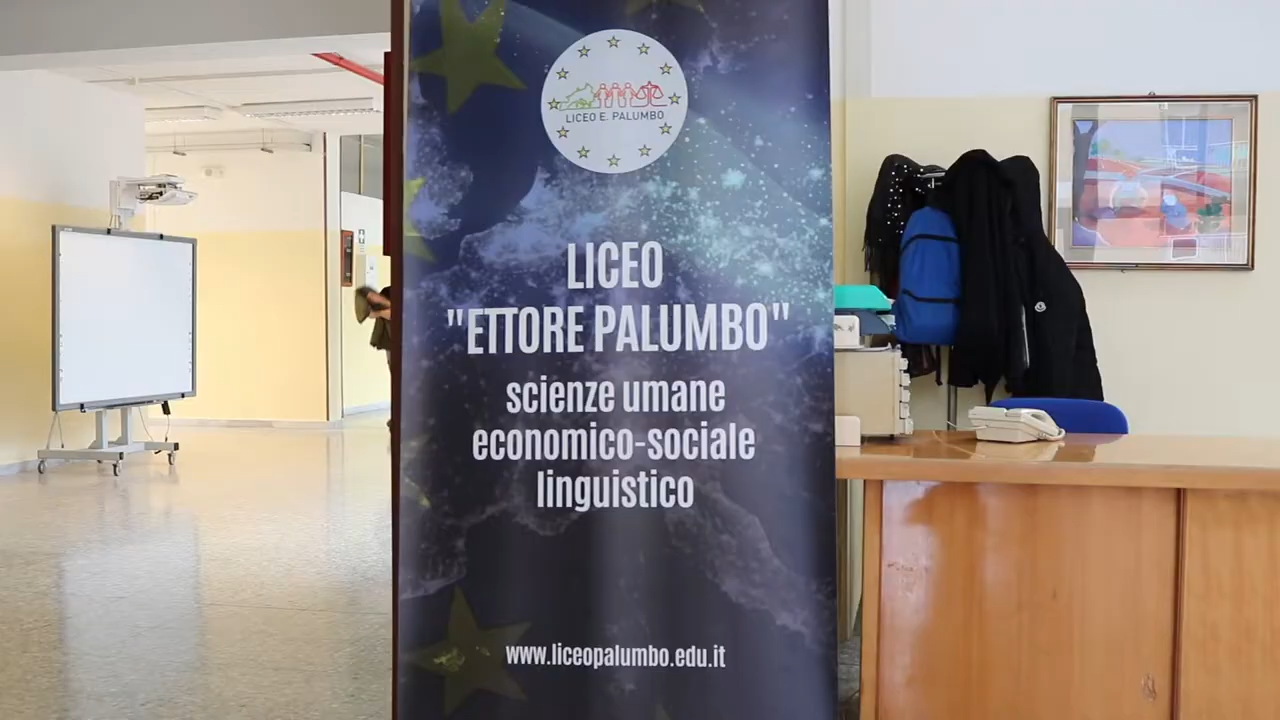 LICEO E. PALUMBO
LICEO
"ETTORE PALUMBO"
scienze umane
economico-sociale
linguistico
www.liceopalumbo.edu.it